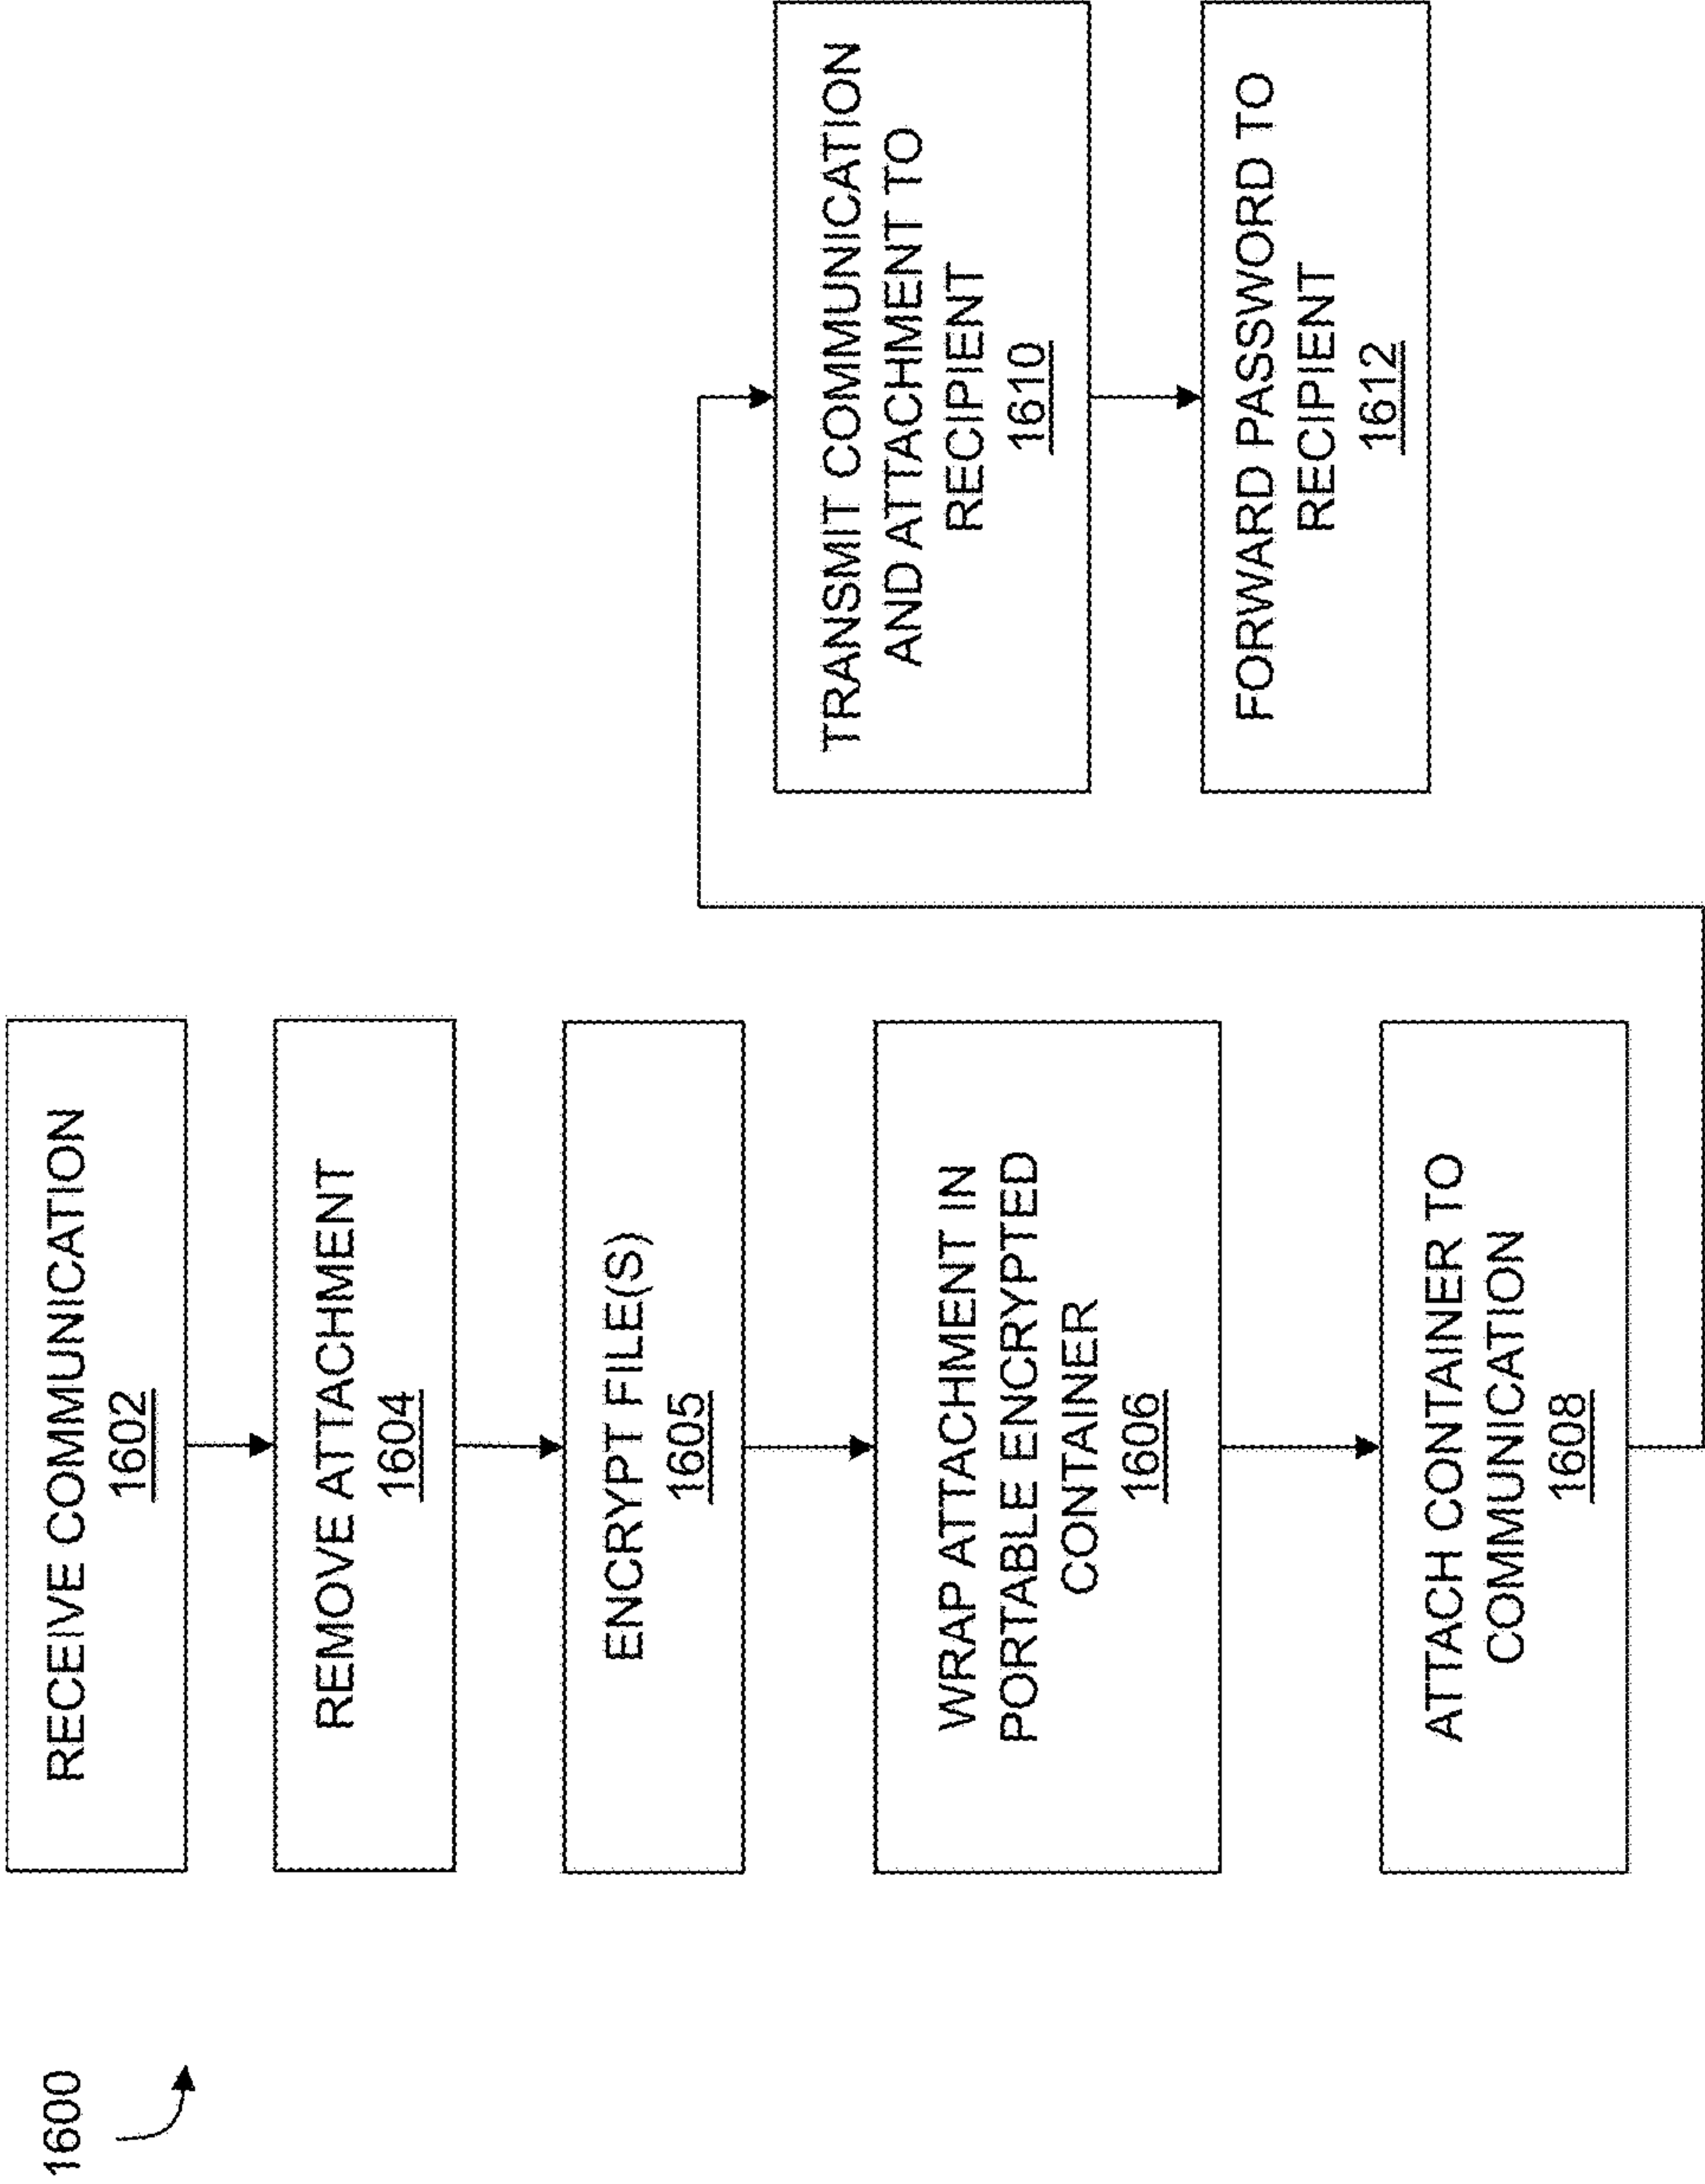 1600
RECEIVE COMMUNICATION
1602
REMOVE ATTACHMENT
1604
ENCRYPT FILE(S)
1605
WRAP ATTACHMENT IN
PORTABLE ENCRYPTED
CONTAINER
1606
ATTACH CONTAINER TO
COMMUNICATION
1608
TRANSMIT COMMUNICATION
AND ATTACHMENT TO
RECIPIENT
1610
FORWARD PASSWORD TO
RECIPIENT
1612